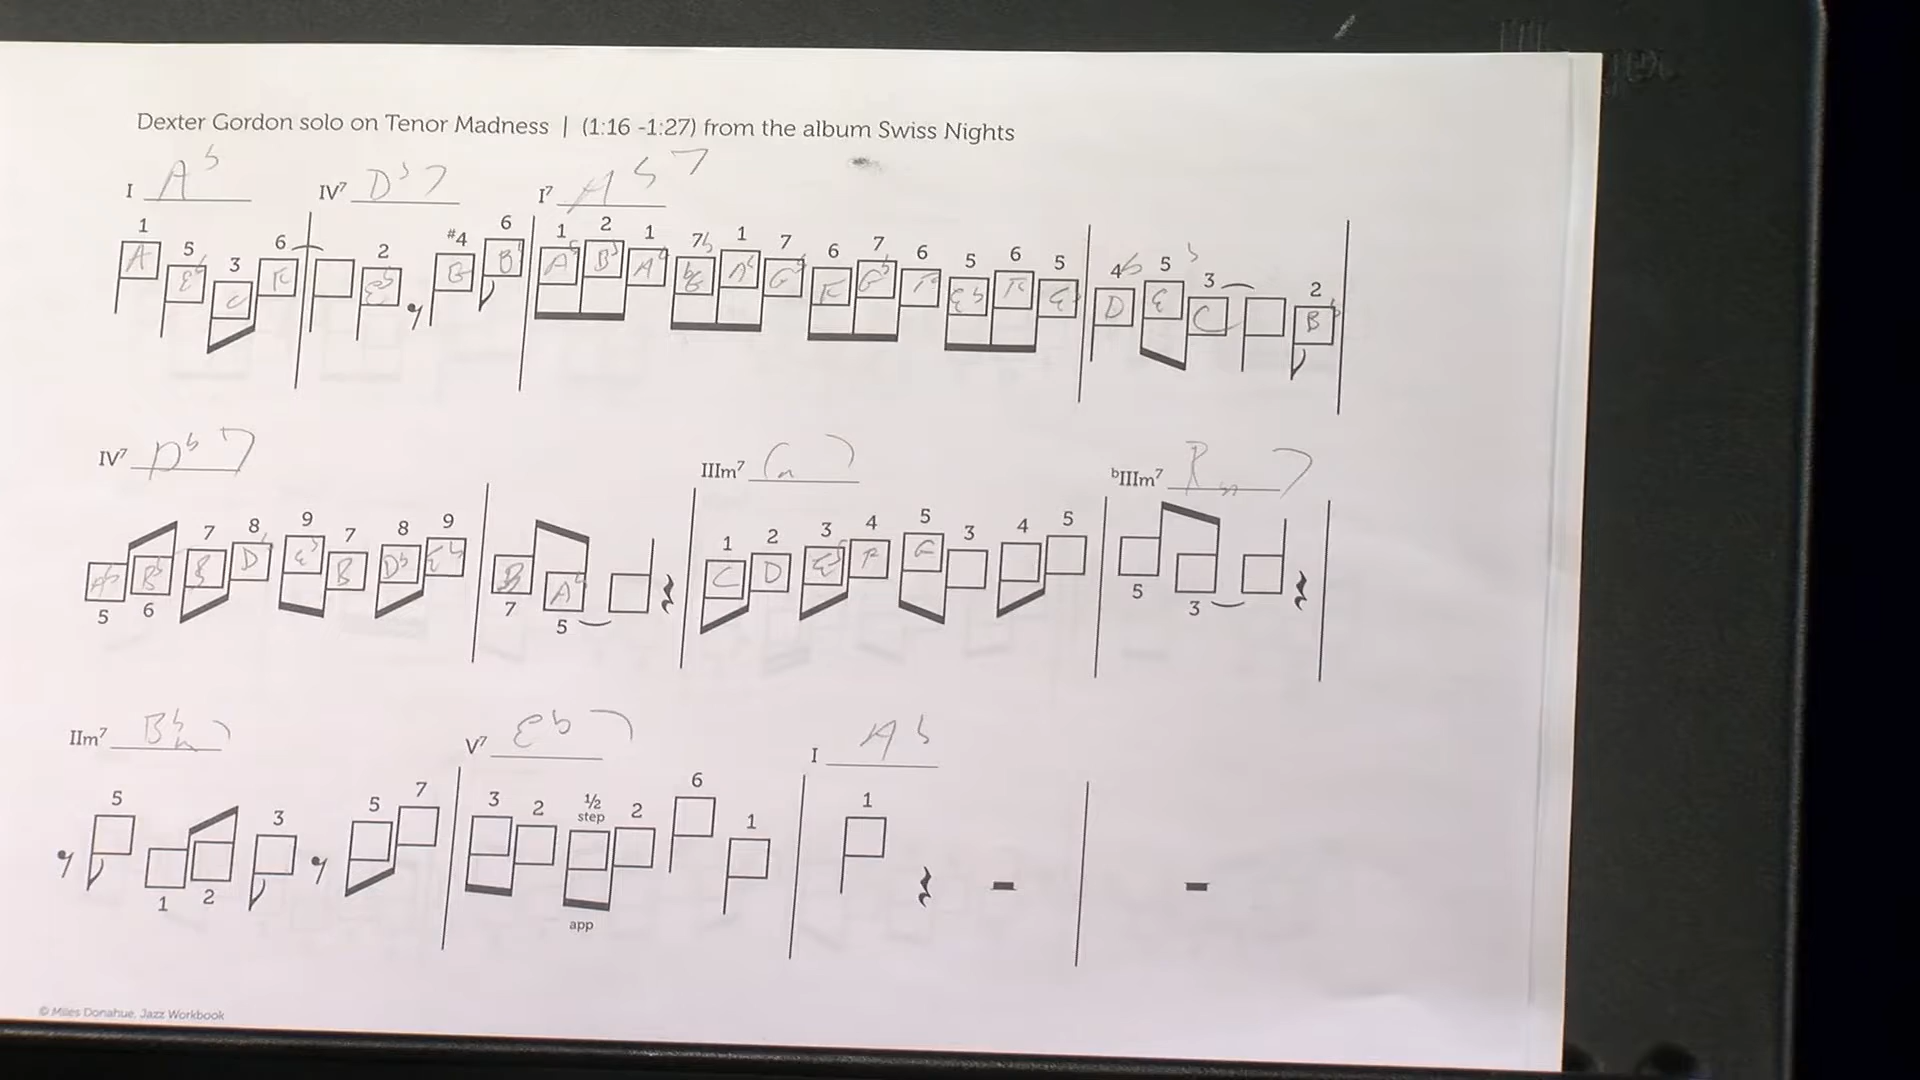 Dexter Gordon solo on Tenor Madness | (1:16 -1:27) from the album Swiss Nights
I A♭ IV7 D♭7 I7 A♭7
1 5 3 6 2 #4 6 1 2 1 7♭ 1 7 6 7 6 5 6 5 4♭ 5 3 2
A E♭ C F E♭ G B♭ A♭ B♭ A♭ ♭G A♭ G♭ F G♭ F E♭ F E♭ D E♭ C B♭
IV7 D♭7 IIIm7 Cm7 bIIIm7
7 8 9 7 8 9 1 2 3 4 5 3 4 5
A♭ B♭ B D♭ E♭ B D♭ E♭ B A♭ C D E♭ F G
5 6 7 5 5 3
IIm7 B♭m7 V7 E♭7 I A♭
5 3 5 7 3 2 ½ step 2 6 1 1
1 2
app
© Miles Donahue, Jazz Workbook